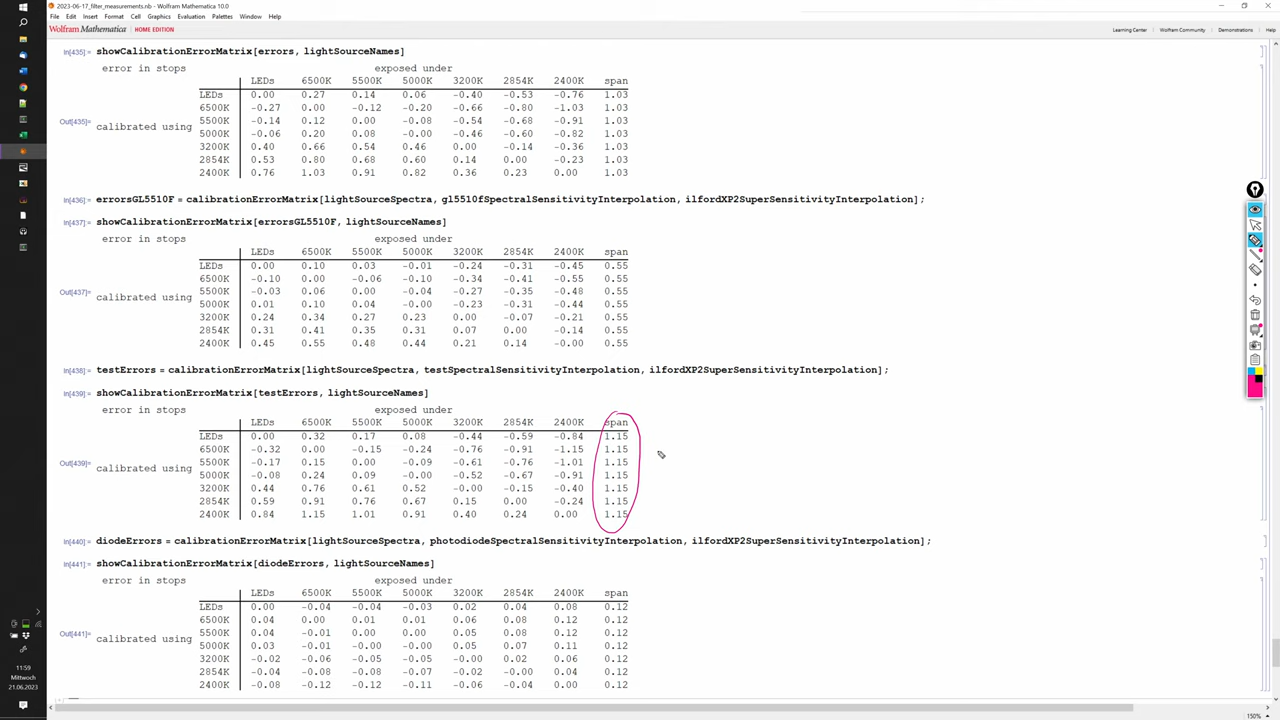 2023-06-17_filter_measurements.nb - Wolfram Mathematica 10.0
File Edit Insert Format Cell Graphics Evaluation Palettes Window Help
Wolfram Mathematica HOME EDITION Learning Center Wolfram Community Demonstrations Help
In[435]:= showCalibrationErrorMatrix[errors, lightSourceNames]
error in stops exposed under
LEDs 6500K 5500K 5000K 3200K 2854K 2400K span
LEDs 0.00 0.27 0.14 0.06 -0.40 -0.53 -0.76 1.03
6500K -0.27 0.00 -0.12 -0.20 -0.66 -0.80 -1.03 1.03
5500K -0.14 0.12 0.00 -0.08 -0.54 -0.68 -0.91 1.03
Out[435]= calibrated using 5000K -0.06 0.20 0.08 -0.00 -0.46 -0.60 -0.82 1.03
3200K 0.40 0.66 0.54 0.46 0.00 -0.14 -0.36 1.03
2854K 0.53 0.80 0.68 0.60 0.14 0.00 -0.23 1.03
2400K 0.76 1.03 0.91 0.82 0.36 0.23 0.00 1.03
In[436]:= errorsGL5510F = calibrationErrorMatrix[lightSourceSpectra, gl5510fSpectralSensitivityInterpolation, ilfordXP2SuperSensitivityInterpolation];
In[437]:= showCalibrationErrorMatrix[errorsGL5510F, lightSourceNames]
error in stops exposed under
LEDs 6500K 5500K 5000K 3200K 2854K 2400K span
LEDs 0.00 0.10 0.03 -0.01 -0.24 -0.31 -0.45 0.55
6500K -0.10 0.00 -0.06 -0.10 -0.34 -0.41 -0.55 0.55
5500K -0.03 0.06 0.00 -0.04 -0.27 -0.35 -0.48 0.55
Out[437]= calibrated using 5000K 0.01 0.10 0.04 -0.00 -0.23 -0.31 -0.44 0.55
3200K 0.24 0.34 0.27 0.23 0.00 -0.07 -0.21 0.55
2854K 0.31 0.41 0.35 0.31 0.07 0.00 -0.14 0.55
2400K 0.45 0.55 0.48 0.44 0.21 0.14 -0.00 0.55
In[438]:= testErrors = calibrationErrorMatrix[lightSourceSpectra, testSpectralSensitivityInterpolation, ilfordXP2SuperSensitivityInterpolation];
In[439]:= showCalibrationErrorMatrix[testErrors, lightSourceNames]
error in stops exposed under
LEDs 6500K 5500K 5000K 3200K 2854K 2400K span
LEDs 0.00 0.32 0.17 0.08 -0.44 -0.59 -0.84 1.15
6500K -0.32 0.00 -0.15 -0.24 -0.76 -0.91 -1.15 1.15
5500K -0.17 0.15 0.00 -0.09 -0.61 -0.76 -1.01 1.15
Out[439]= calibrated using 5000K -0.08 0.24 0.09 -0.00 -0.52 -0.67 -0.91 1.15
3200K 0.44 0.76 0.61 0.52 -0.00 -0.15 -0.40 1.15
2854K 0.59 0.91 0.76 0.67 0.15 0.00 -0.24 1.15
2400K 0.84 1.15 1.01 0.91 0.40 0.24 0.00 1.15
In[440]:= diodeErrors = calibrationErrorMatrix[lightSourceSpectra, photodiodeSpectralSensitivityInterpolation, ilfordXP2SuperSensitivityInterpolation];
In[441]:= showCalibrationErrorMatrix[diodeErrors, lightSourceNames]
error in stops exposed under
LEDs 6500K 5500K 5000K 3200K 2854K 2400K span
LEDs 0.00 -0.04 -0.04 -0.03 0.02 0.04 0.08 0.12
6500K 0.04 0.00 0.01 0.01 0.06 0.08 0.12 0.12
5500K 0.04 -0.01 0.00 0.00 0.05 0.08 0.12 0.12
Out[441]= calibrated using 5000K 0.03 -0.01 -0.00 0.00 0.05 0.07 0.11 0.12
3200K -0.02 -0.06 -0.05 -0.05 -0.00 0.02 0.06 0.12
2854K -0.04 -0.08 -0.08 -0.07 -0.02 -0.00 0.04 0.12
2400K -0.08 -0.12 -0.12 -0.11 -0.06 -0.04 0.00 0.12
11:59
Mittwoch
21.06.2023
150%